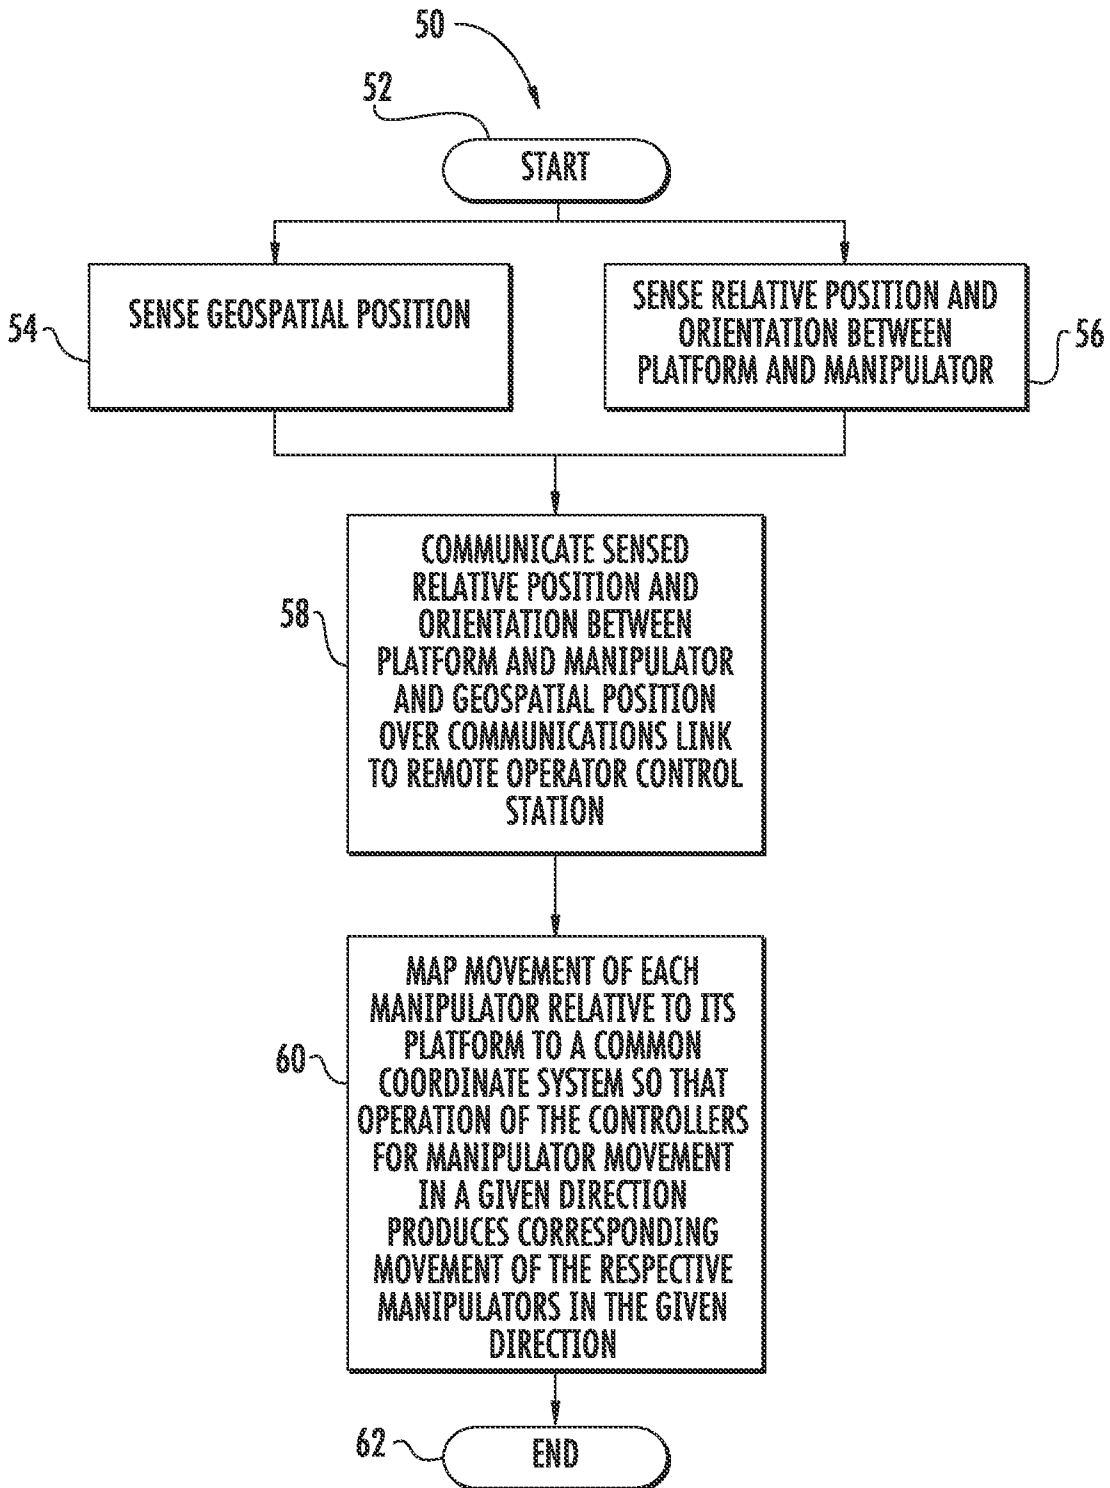 50
52
START
SENSE GEOSPATIAL POSITION
54
SENSE RELATIVE POSITION AND
ORIENTATION BETWEEN
PLATFORM AND MANIPULATOR
56
COMMUNICATE SENSED
RELATIVE POSITION AND
ORIENTATION BETWEEN
PLATFORM AND MANIPULATOR
AND GEOSPATIAL POSITION
OVER COMMUNICATIONS LINK
TO REMOTE OPERATOR CONTROL
STATION
58
MAP MOVEMENT OF EACH
MANIPULATOR RELATIVE TO ITS
PLATFORM TO A COMMON
COORDINATE SYSTEM SO THAT
OPERATION OF THE CONTROLLERS
FOR MANIPULATOR MOVEMENT
IN A GIVEN DIRECTION
PRODUCES CORRESPONDING
MOVEMENT OF THE RESPECTIVE
MANIPULATORS IN THE GIVEN
DIRECTION
60
62
END